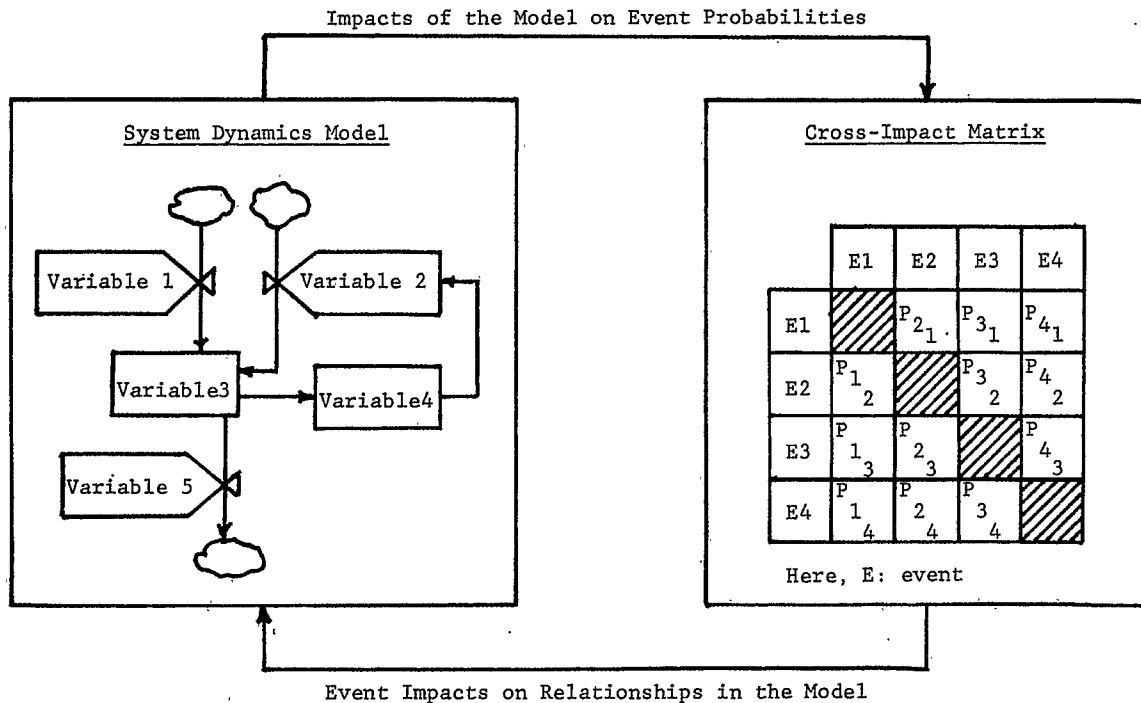 Impacts of the Model on Event Probabilities
System Dynamics Model
Variable 1
Variable 2
Variable3
Variable4
Variable 5
Cross-Impact Matrix
E1 E2 E3 E4
E1 P21 P31 P41
E2 P12 P32 P42
E3 P13 P23 P43
E4 P14 P24 P34
Here, E: event
Event Impacts on Relationships in the Model